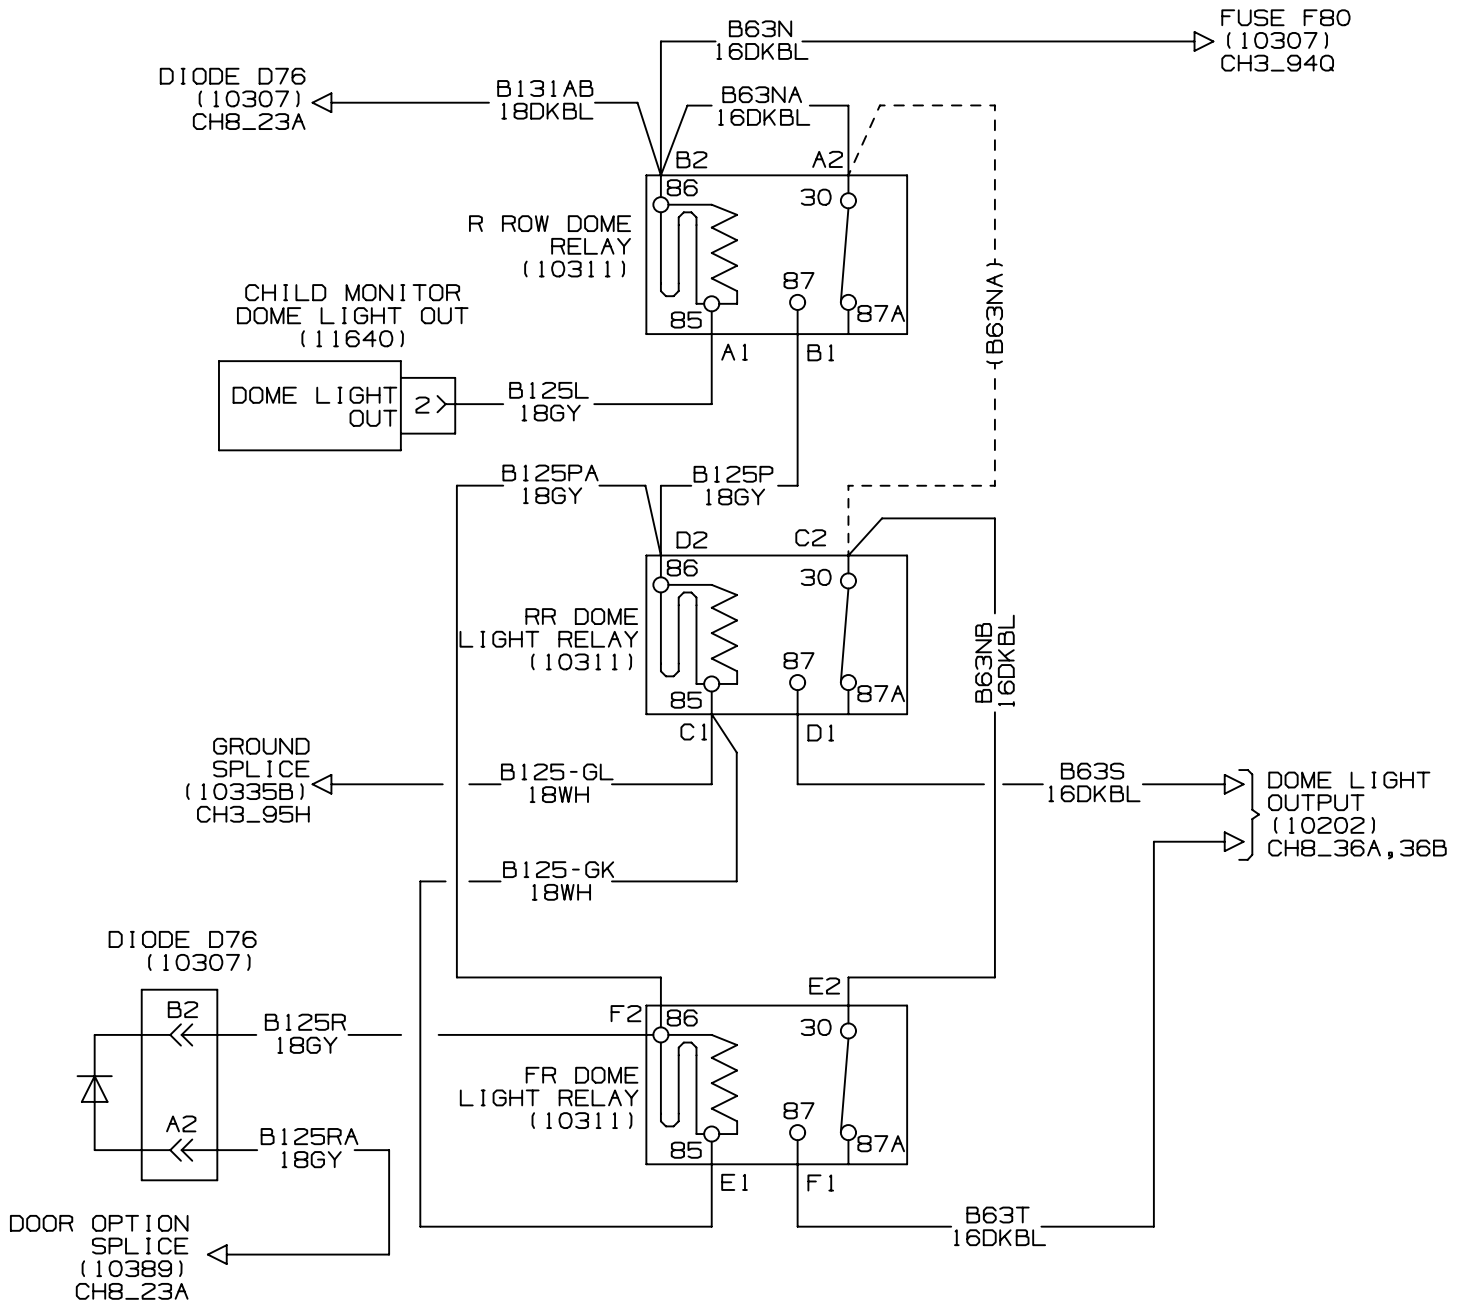 B63N
16DKBL
FUSE F80
(10307)
CH3_94Q
DIODE D76
(10307)
CH8_23A
B131AB
18DKBL
B63NA
16DKBL
B2
A2
86
30
R ROW DOME
RELAY
(10311)
87
85
87A
A1
B1
(B63NA)
CHILD MONITOR
DOME LIGHT OUT
(11640)
DOME LIGHT
OUT
2
B125L
18GY
B125PA
18GY
B125P
18GY
D2
C2
86
30
RR DOME
LIGHT RELAY
(10311)
87
85
87A
C1
D1
B63NB
16DKBL
GROUND
SPLICE
(10335B)
CH3_95H
B125-GL
18WH
B63S
16DKBL
DOME LIGHT
OUTPUT
(10202)
CH8_36A,36B
B125-GK
18WH
DIODE D76
(10307)
B2
B125R
18GY
A2
B125RA
18GY
F2
E2
86
30
FR DOME
LIGHT RELAY
(10311)
87
85
87A
E1
F1
B63T
16DKBL
DOOR OPTION
SPLICE
(10389)
CH8_23A